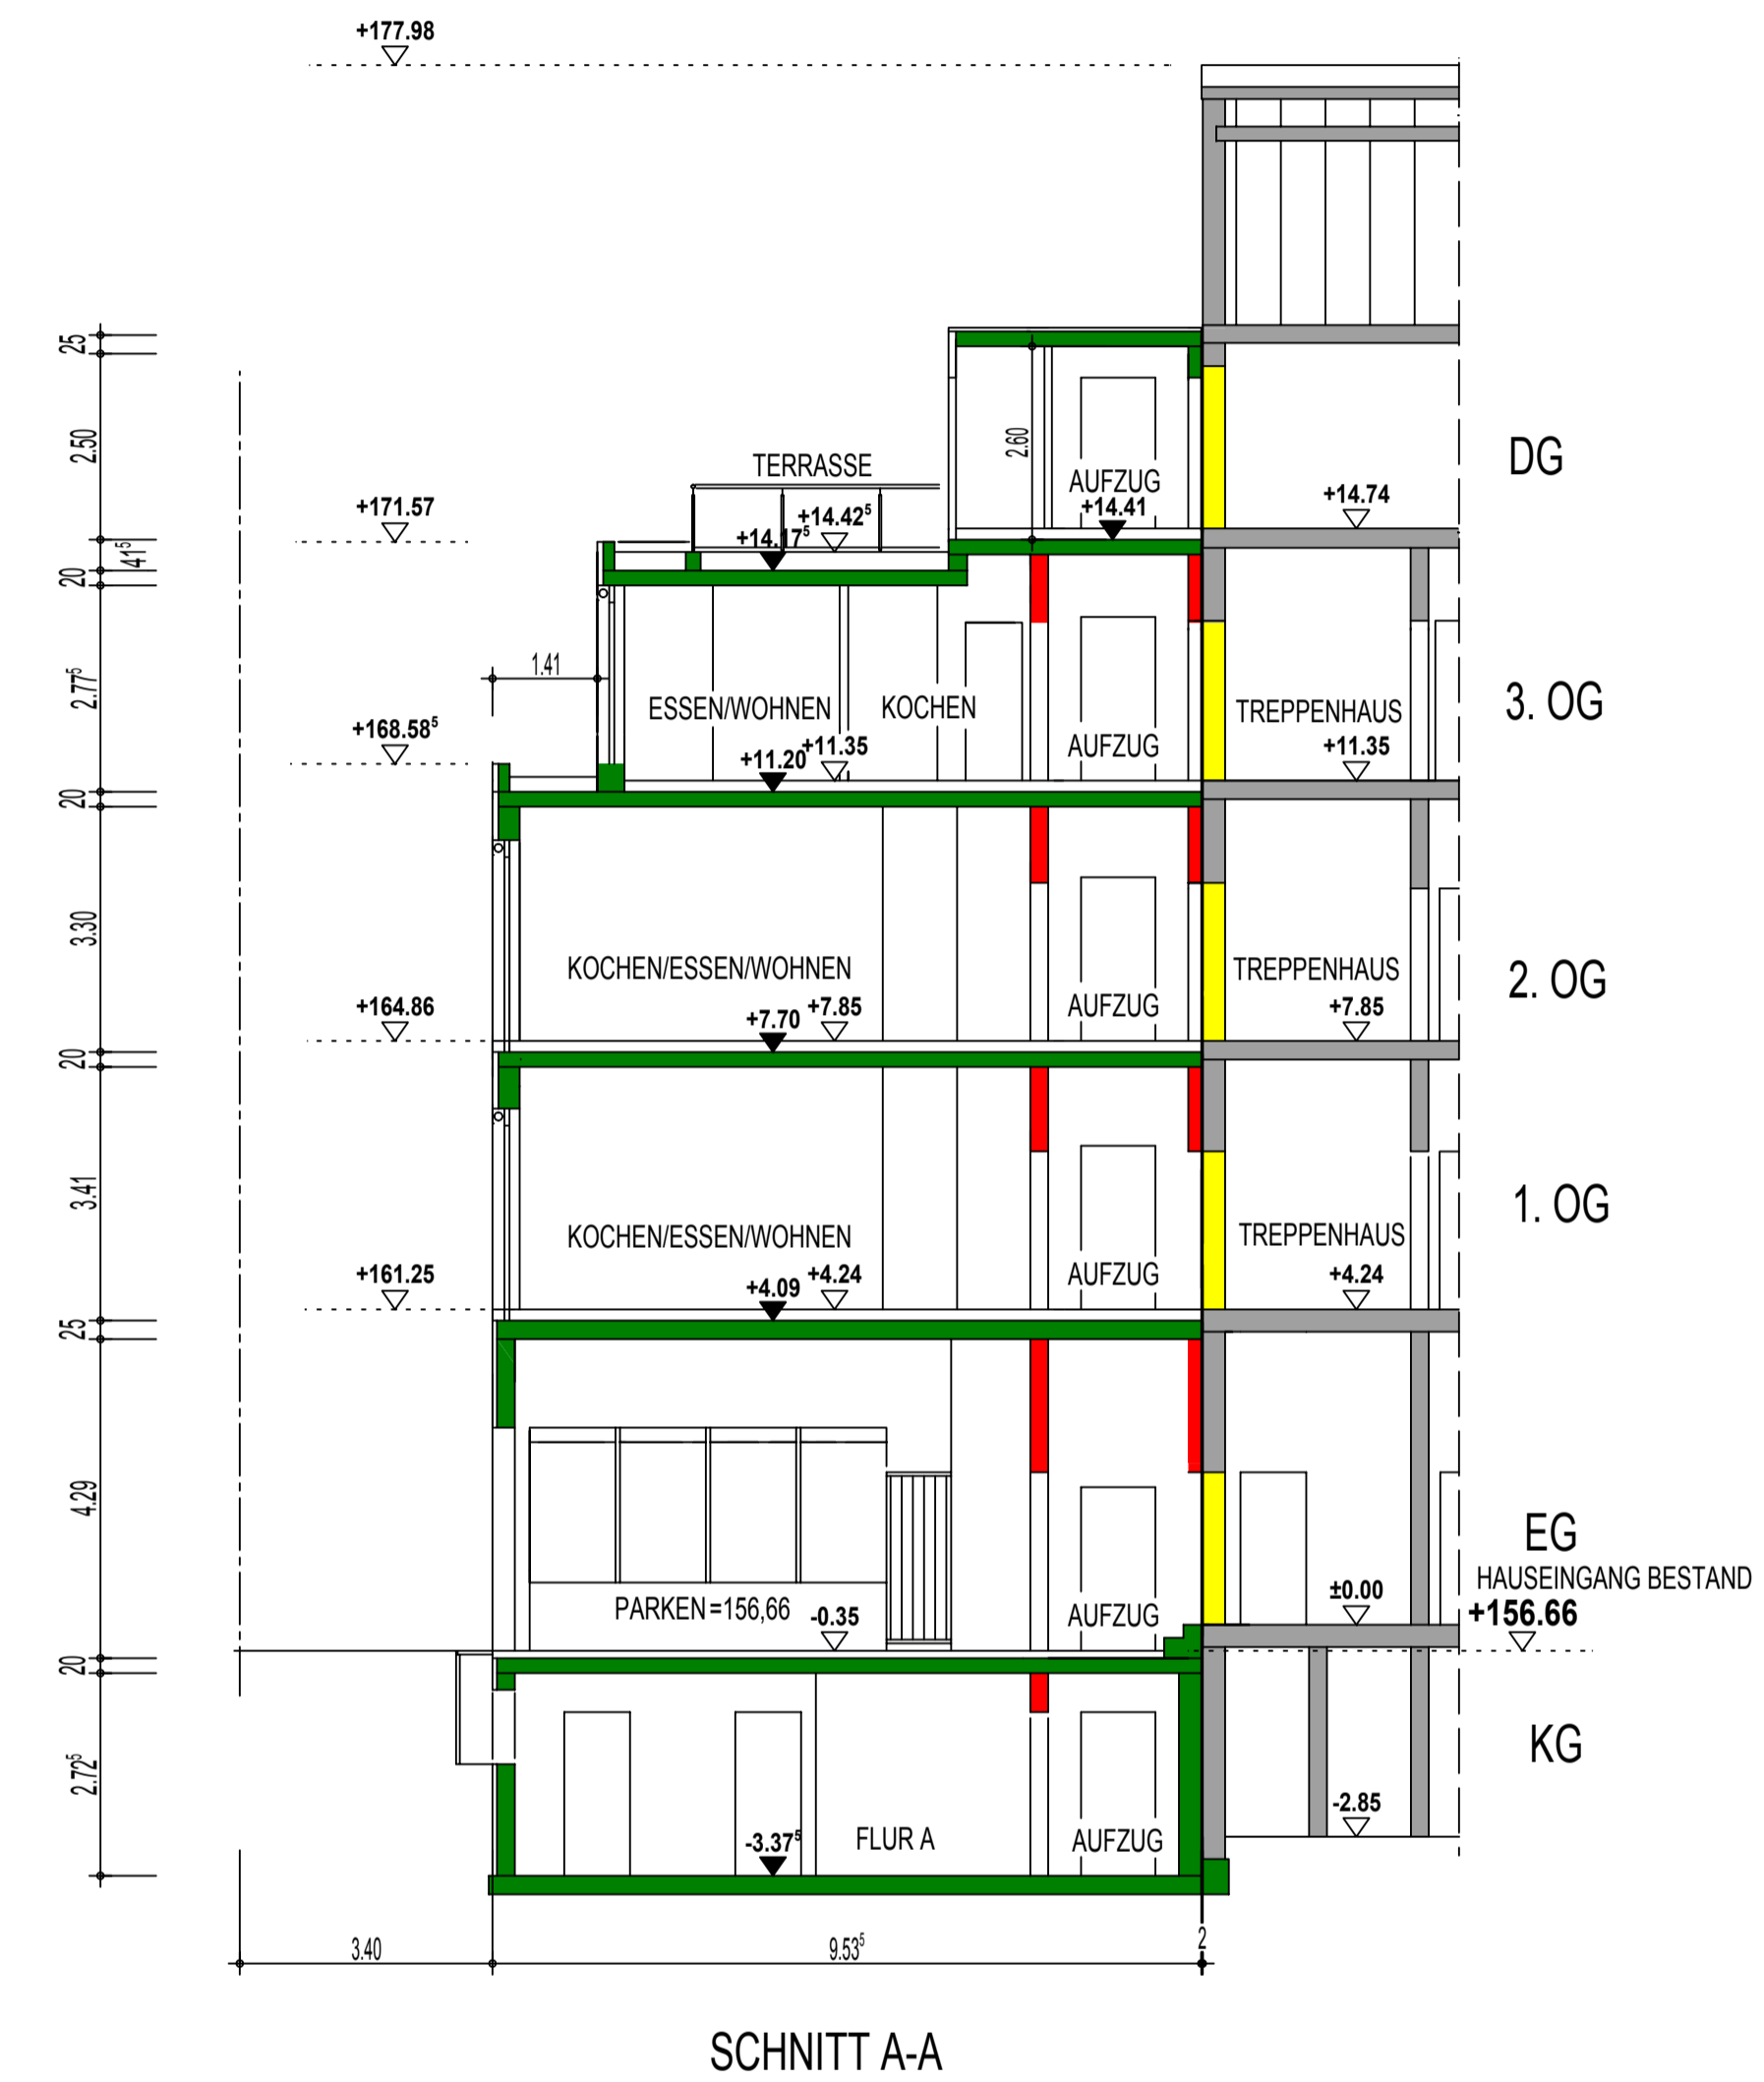 +177.98
25
2.50
DG
2.60
TERRASSE
AUFZUG
+14.41
+14.74
+171.57
+14.42⁵
+14.17⁵
41⁵
20
1.41
2.77⁵
ESSEN/WOHNEN
KOCHEN
TREPPENHAUS
3. OG
+168.58⁵
+11.20
+11.35
AUFZUG
+11.35
20
3.30
KOCHEN/ESSEN/WOHNEN
TREPPENHAUS
2. OG
+164.86
+7.70
+7.85
AUFZUG
+7.85
20
3.41
1. OG
KOCHEN/ESSEN/WOHNEN
TREPPENHAUS
+161.25
+4.09
+4.24
AUFZUG
+4.24
25
4.29
EG
HAUSEINGANG BESTAND
PARKEN=156,66
-0.35
AUFZUG
±0.00
+156.66
20
KG
2.72⁵
-2.85
-3.37⁵
FLUR A
AUFZUG
3.40
9.53⁵
2
SCHNITT A-A